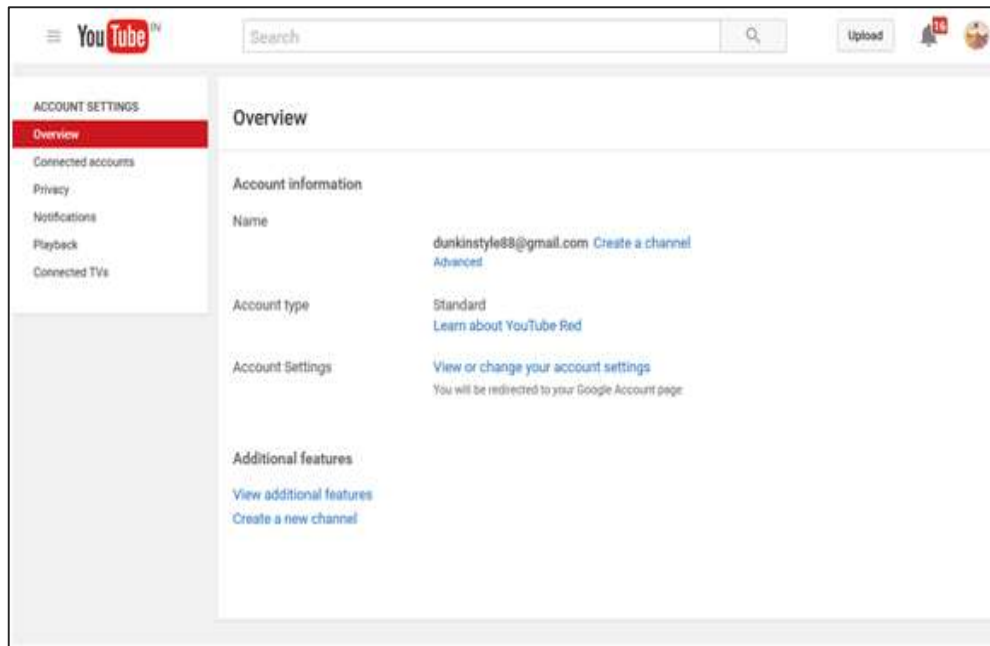 YouTube IN
Search
Upload
16
ACCOUNT SETTINGS
Overview
Connected accounts
Privacy
Notifications
Playback
Connected TVs
Overview
Account information
Name
dunkinstyle88@gmail.com Create a channel
Advanced
Account type
Standard
Learn about YouTube Red
Account Settings
View or change your account settings
You will be redirected to your Google Account page
Additional features
View additional features
Create a new channel